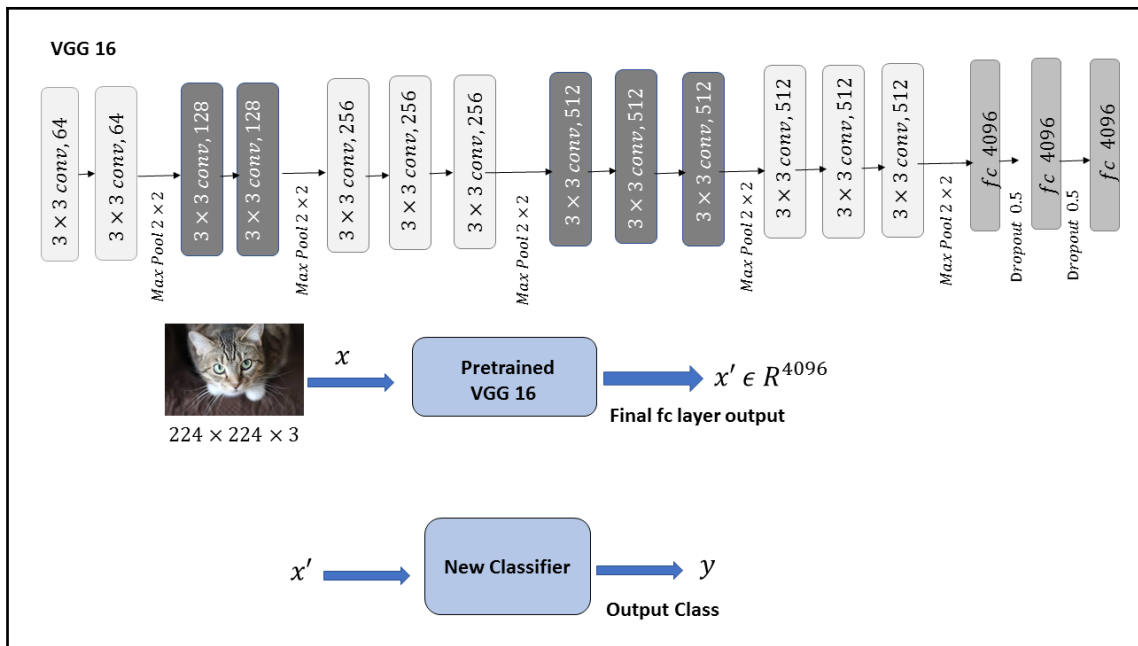 VGG 16
3 × 3 conv, 64
3 × 3 conv, 64
Max Pool 2 × 2
3 × 3 conv, 128
3 × 3 conv, 128
Max Pool 2 × 2
3 × 3 conv, 256
3 × 3 conv, 256
3 × 3 conv, 256
Max Pool 2 × 2
3 × 3 conv, 512
3 × 3 conv, 512
3 × 3 conv, 512
Max Pool 2 × 2
3 × 3 conv, 512
3 × 3 conv, 512
3 × 3 conv, 512
Max Pool 2 × 2
fc 4096
Dropout 0.5
fc 4096
Dropout 0.5
fc 4096
x
Pretrained
VGG 16
x′ ϵ R⁴⁰⁹⁶
Final fc layer output
224 × 224 × 3
x′
New Classifier
y
Output Class